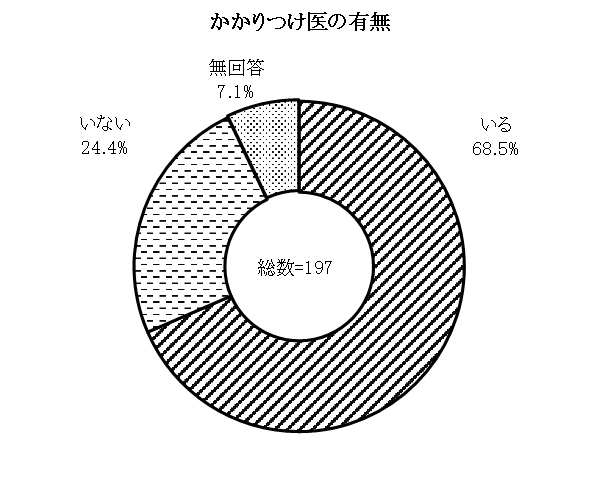 かかりつけ医の有無
無回答
7.1%
いない
24.4%
いる
68.5%
総数=197